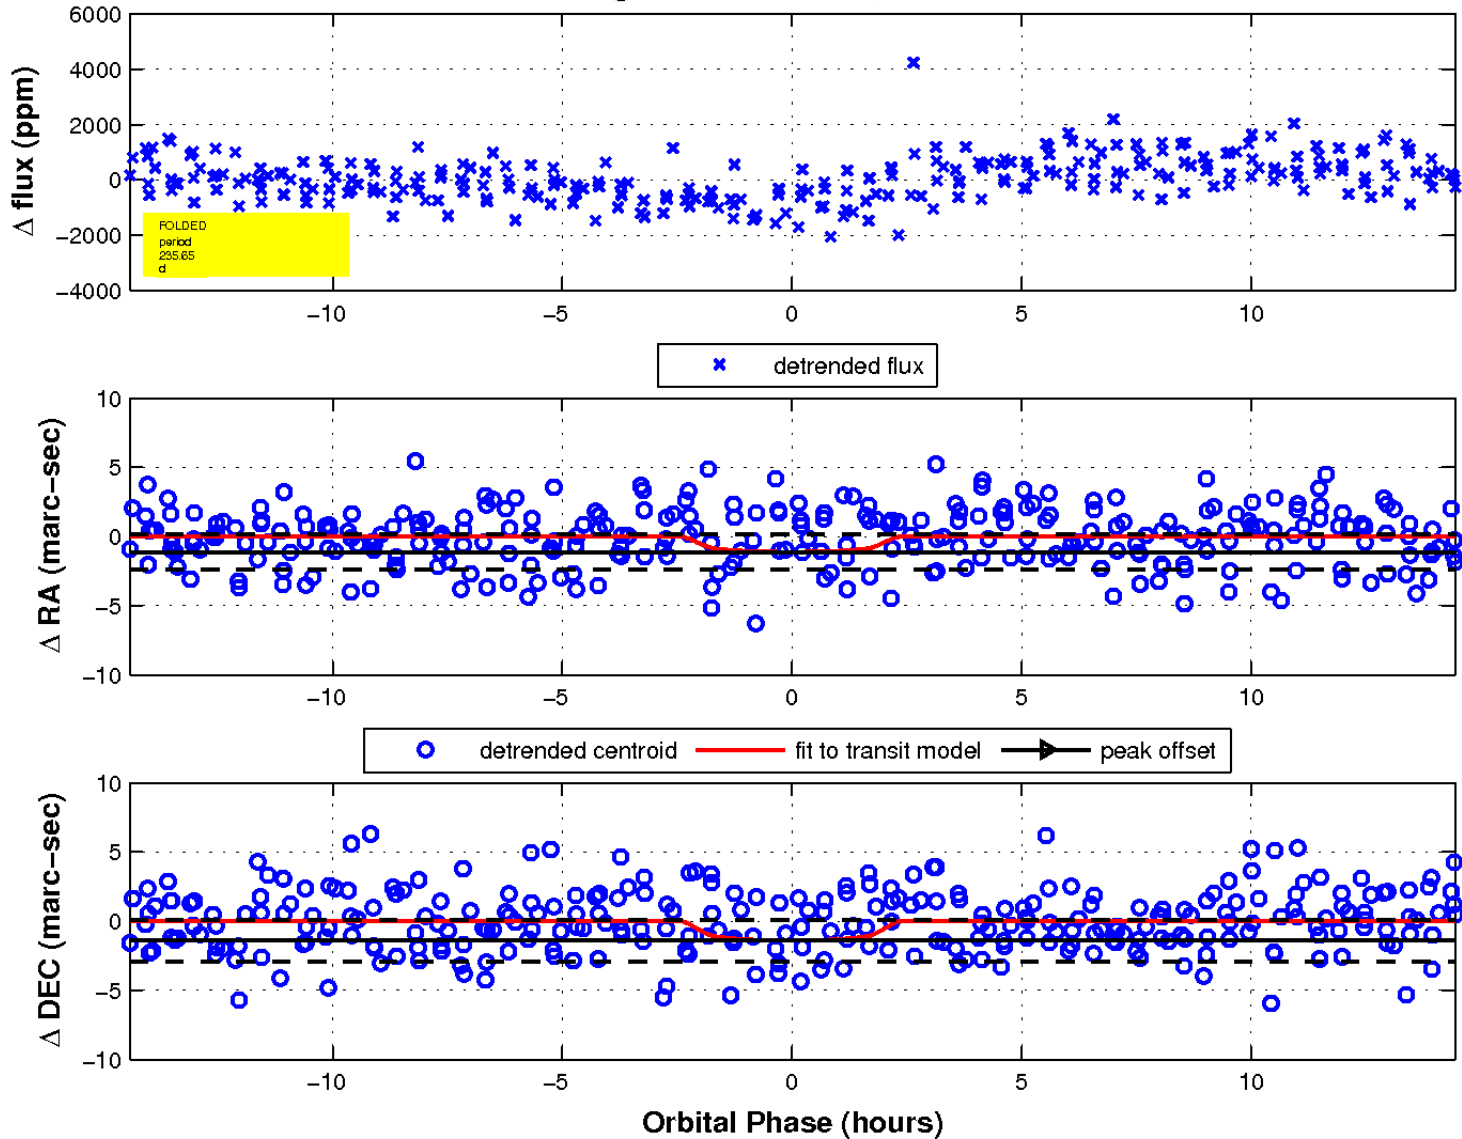 6000
4000
2000
0
−2000
−4000
Δ flux (ppm)
FOLDED
period
235.65
d
−10 −5 0 5 10
detrended flux
10
5
0
−5
−10
Δ RA (marc−sec)
−10 −5 0 5 10
detrended centroid fit to transit model peak offset
10
5
0
−5
−10
Δ DEC (marc−sec)
−10 −5 0 5 10
Orbital Phase (hours)